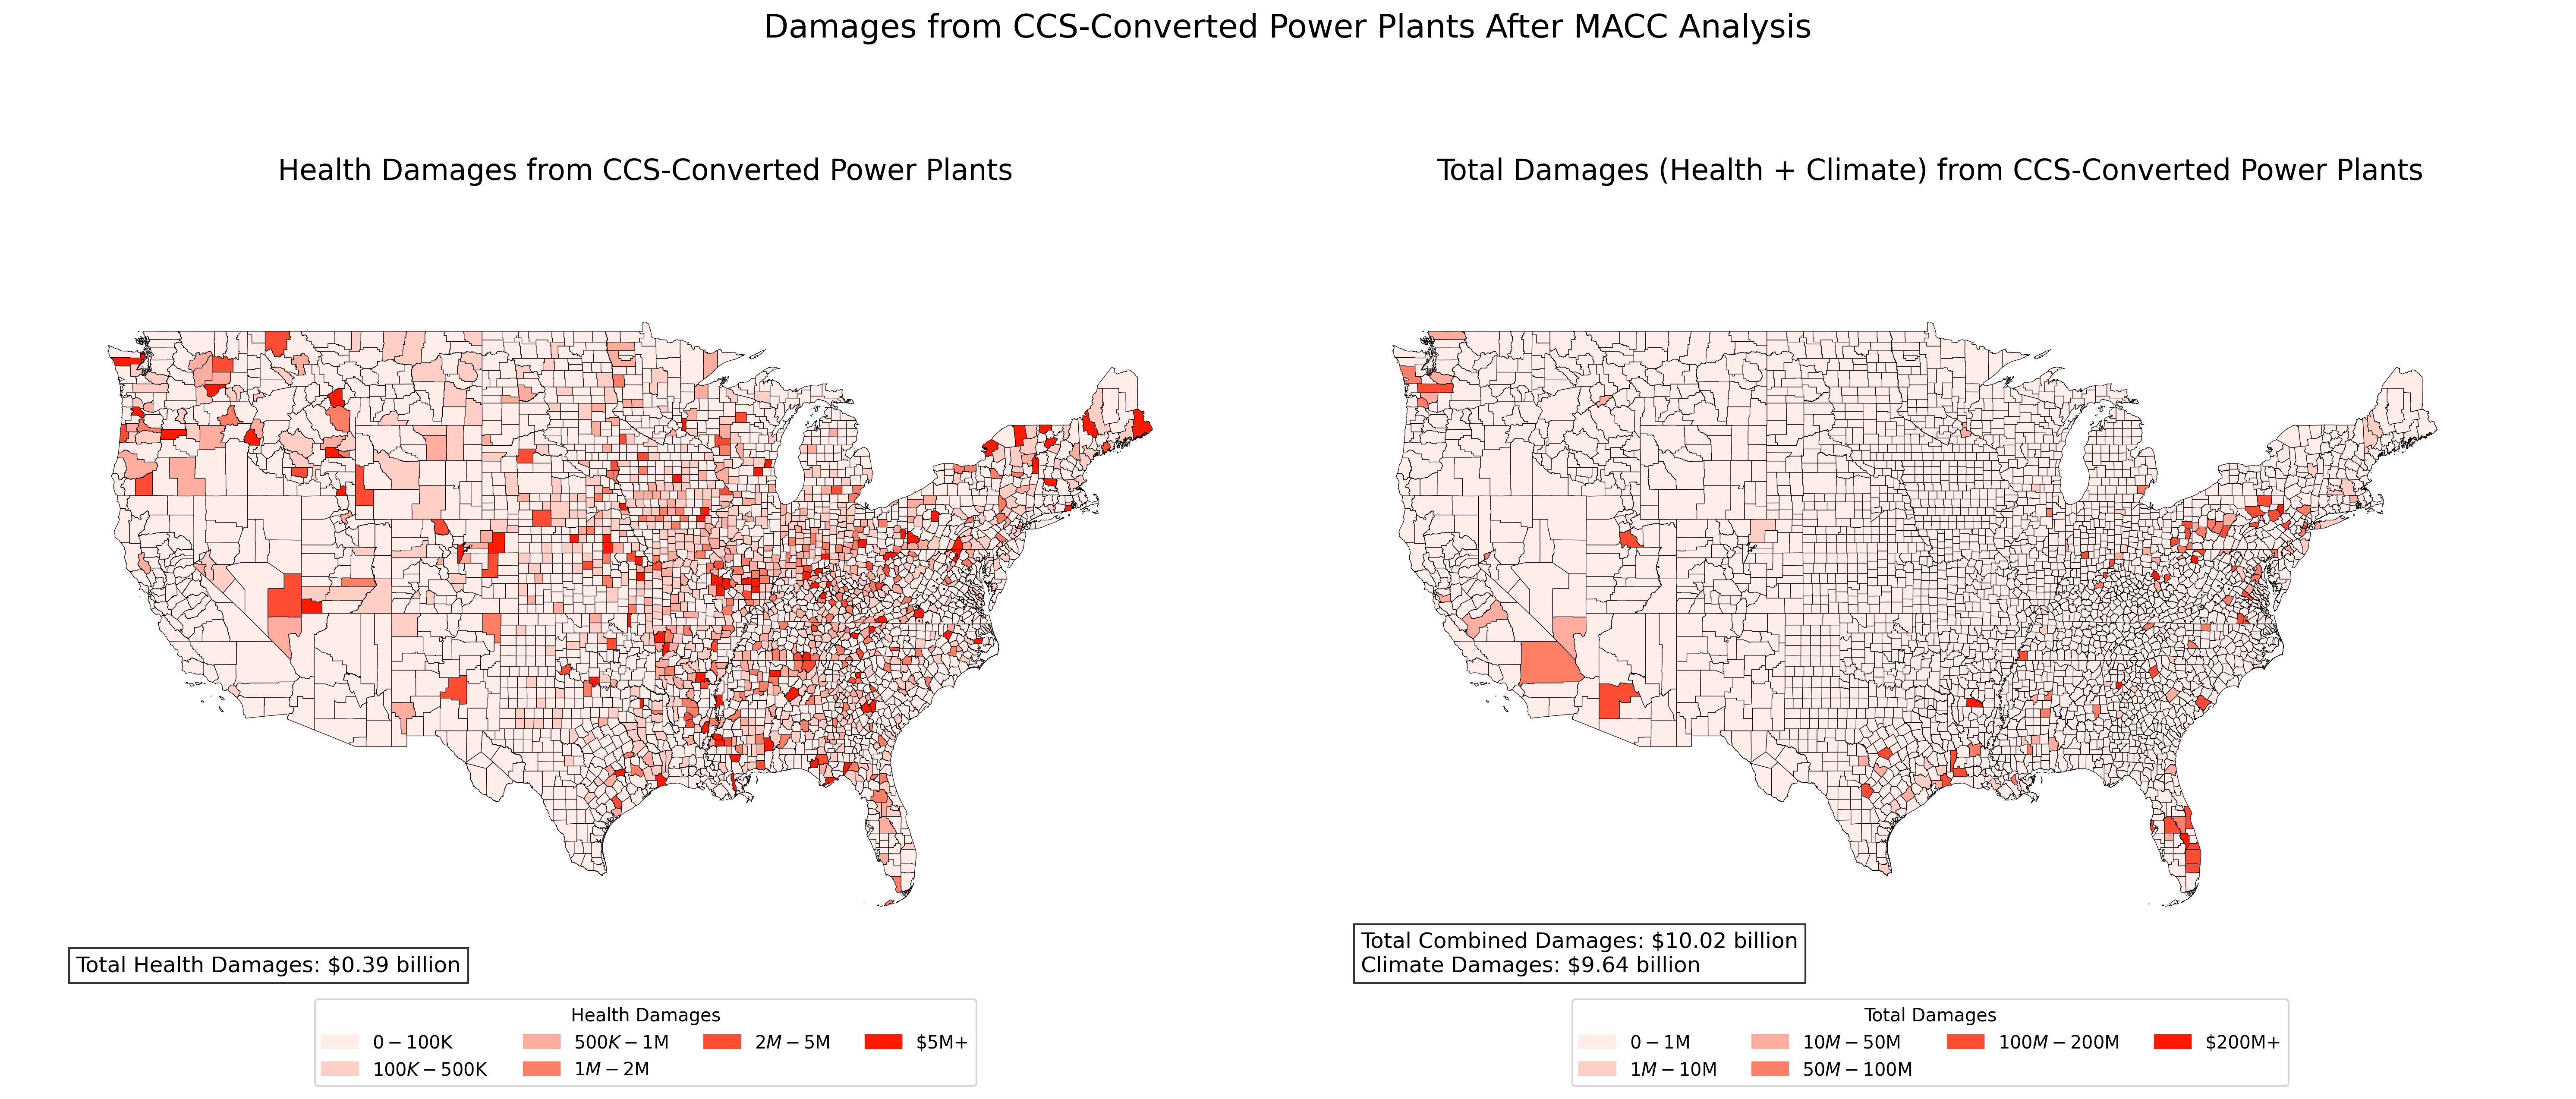 Damages from CCS-Converted Power Plants After MACC Analysis
Health Damages from CCS-Converted Power Plants
Total Damages (Health + Climate) from CCS-Converted Power Plants
Total Health Damages: $0.39 billion
Total Combined Damages: $10.02 billion
Climate Damages: $9.64 billion
Health Damages
0 − 100K
100K − 500K
500K − 1M
1M − 2M
2M − 5M
$5M+
Total Damages
0 − 1M
1M − 10M
10M − 50M
50M − 100M
100M − 200M
$200M+